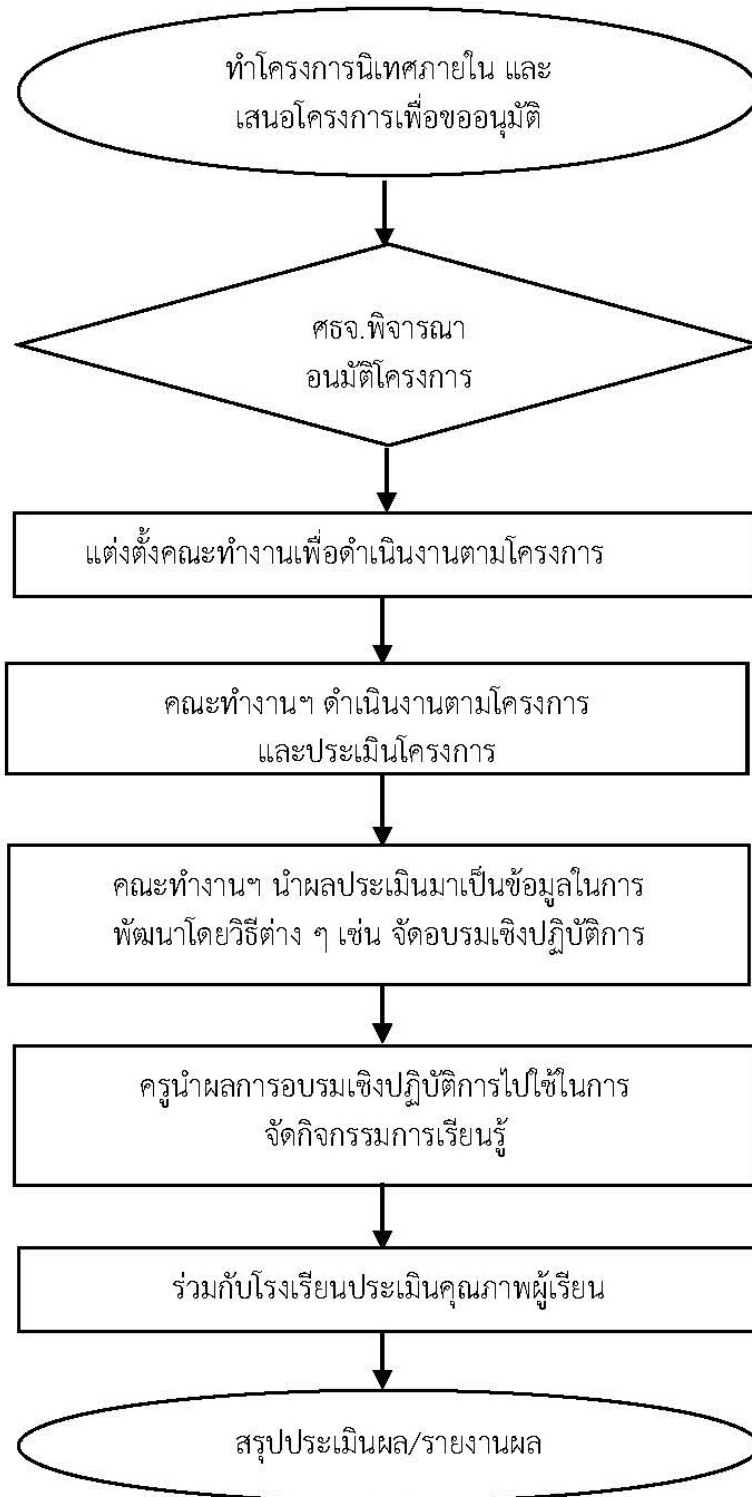 ทำโครงการนิเทศภายใน และ
เสนอโครงการเพื่อขออนุมัติ
ศธจ.พิจารณา
อนมัติโครงการ
แต่งตั้งคณะทำงานเพื่อดำเนินงานตามโครงการ
คณะทำงานฯ ดำเนินงานตามโครงการ
และประเมินโครงการ
คณะทำงานฯ นำผลประเมินมาเป็นข้อมูลในการ
พัฒนาโดยวิธีต่าง ๆ เช่น จัดอบรมเชิงปฏิบัติการ
ครูนำผลการอบรมเชิงปฏิบัติการไปใช้ในการ
จัดกิจกรรมการเรียนรู้
ร่วมกับโรงเรียนประเมินคุณภาพผู้เรียน
สรุปประเมินผล/รายงานผล